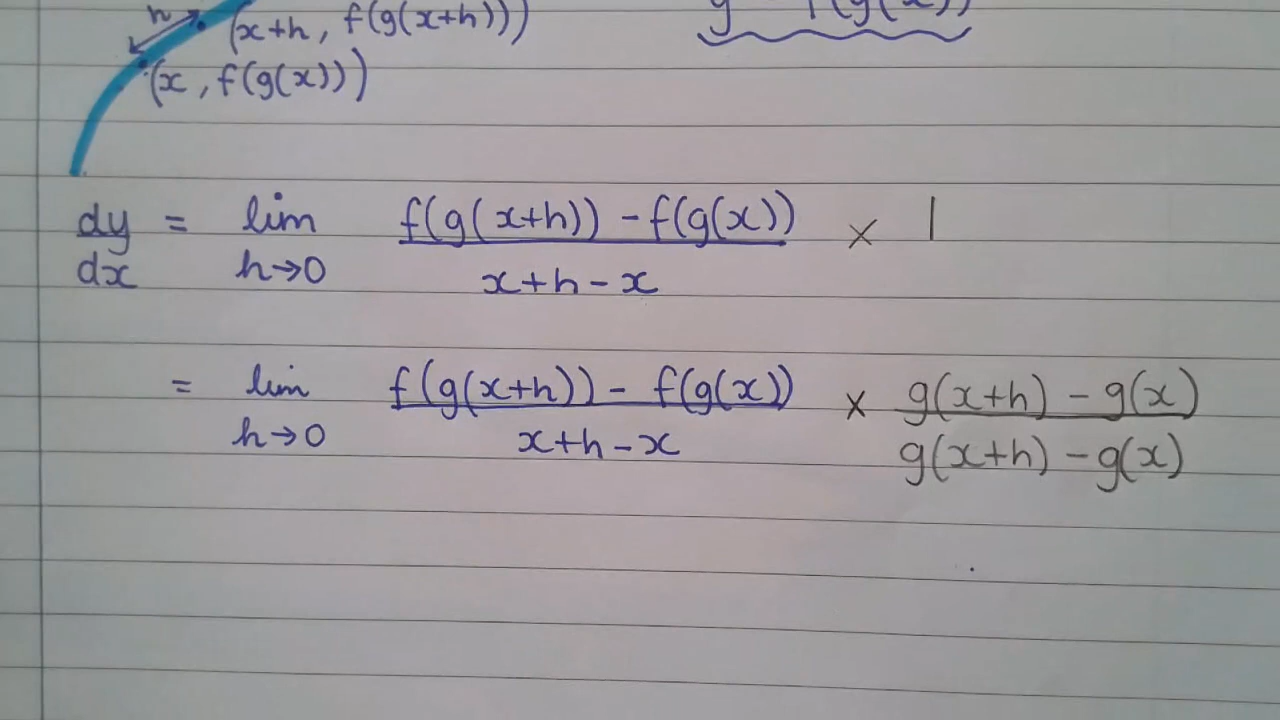 h
(x+h, f(g(x+h)))
y = f(g(x))
(x, f(g(x)))
dy/dx = lim h→0 f(g(x+h)) - f(g(x)) / x+h-x × 1
= lim h→0 f(g(x+h)) - f(g(x)) / x+h-x × g(x+h) - g(x) / g(x+h) - g(x)